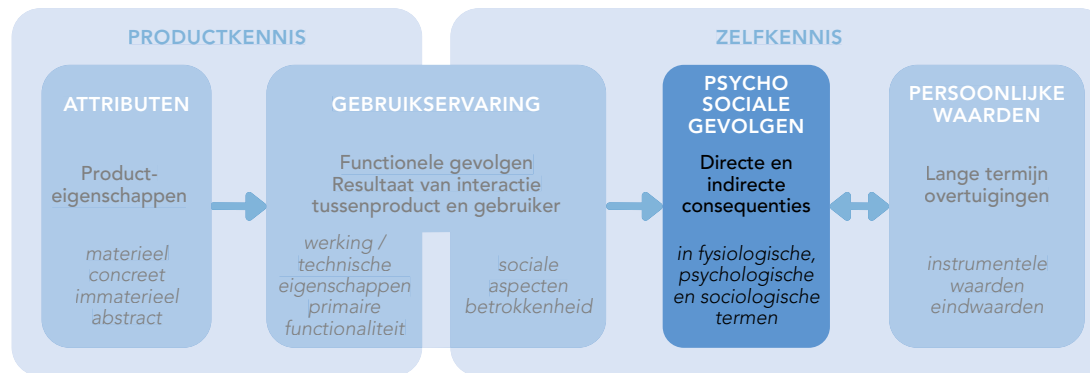 PRODUCTKENNIS
ZELFKENNIS
ATTRIBUTEN
Product-
eigenschappen
materieel
concreet
immaterieel
abstract
GEBRUIKSERVARING
Functionele gevolgen
Resultaat van interactie
tussenproduct en gebruiker
werking /
technische
eigenschappen
primaire
functionaliteit
sociale
aspecten
betrokkenheid
PSYCHO
SOCIALE
GEVOLGEN
Directe en
indirecte
consequenties
in fysiologische,
psychologische
en sociologische
termen
PERSOONLIJKE
WAARDEN
Lange termijn
overtuigingen
instrumentele
waarden
eindwaarden